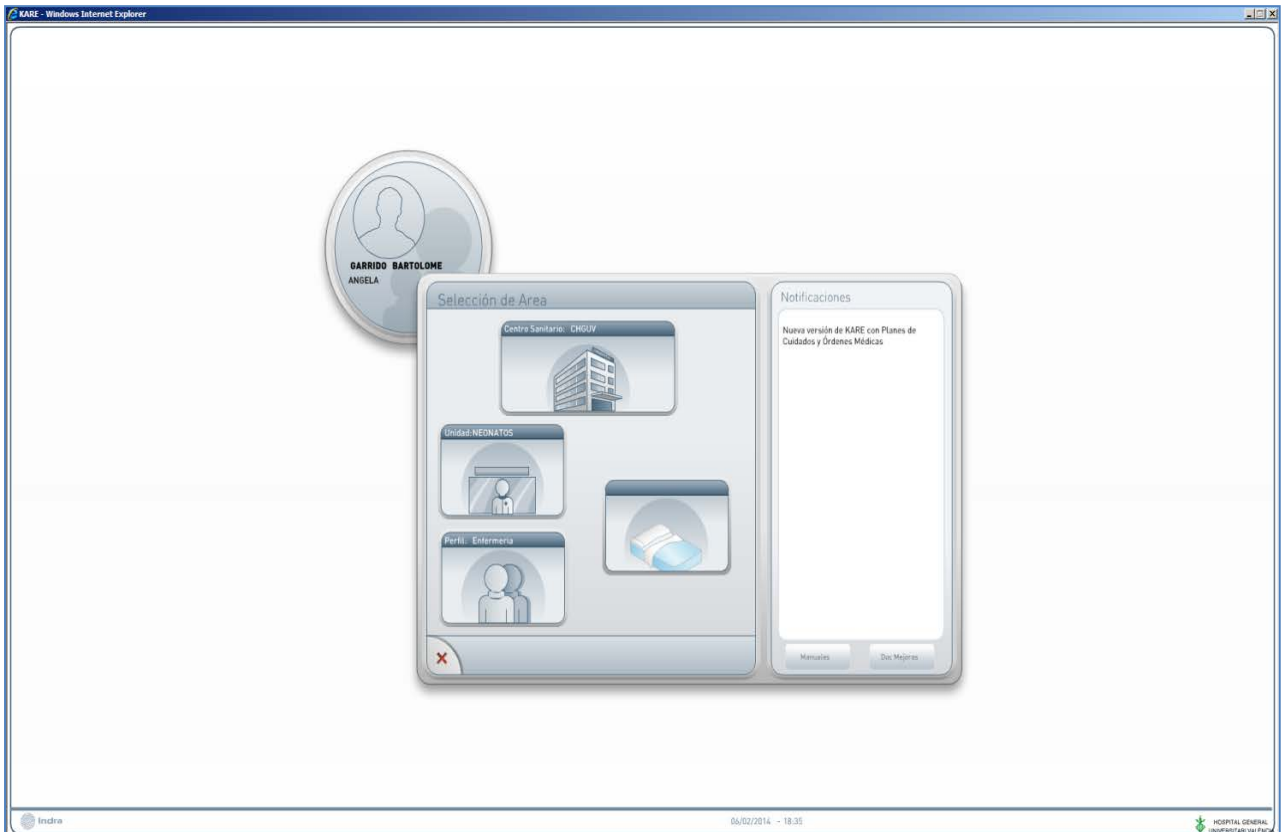 KARE - Windows Internet Explorer
GARRIDO BARTOLOME
ANGELA
Selección de Area
Centro Sanitario: CHGUV
Unidad:NEONATOS
Perfil: Enfermeria
Notificaciones
Nueva versión de KARE con Planes de
Cuidados y Órdenes Médicas
Manuales
Doc Mejoras
Indra
06/02/2014 - 18:35
HOSPITAL GENERAL
UNIVERSITARI VALÈNCIA